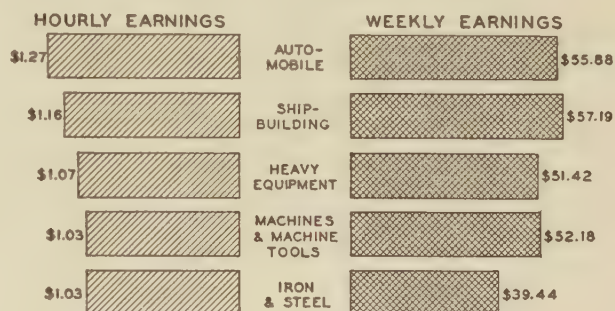 HOURLY EARNINGS
WEEKLY EARNINGS
$1.27
AUTO-
MOBILE
$55.88
$1.16
SHIP-
BUILDING
$57.19
$1.07
HEAVY
EQUIPMENT
$51.42
$1.03
MACHINES
& MACHINE
TOOLS
$52.18
$1.03
IRON
& STEEL
$39.44